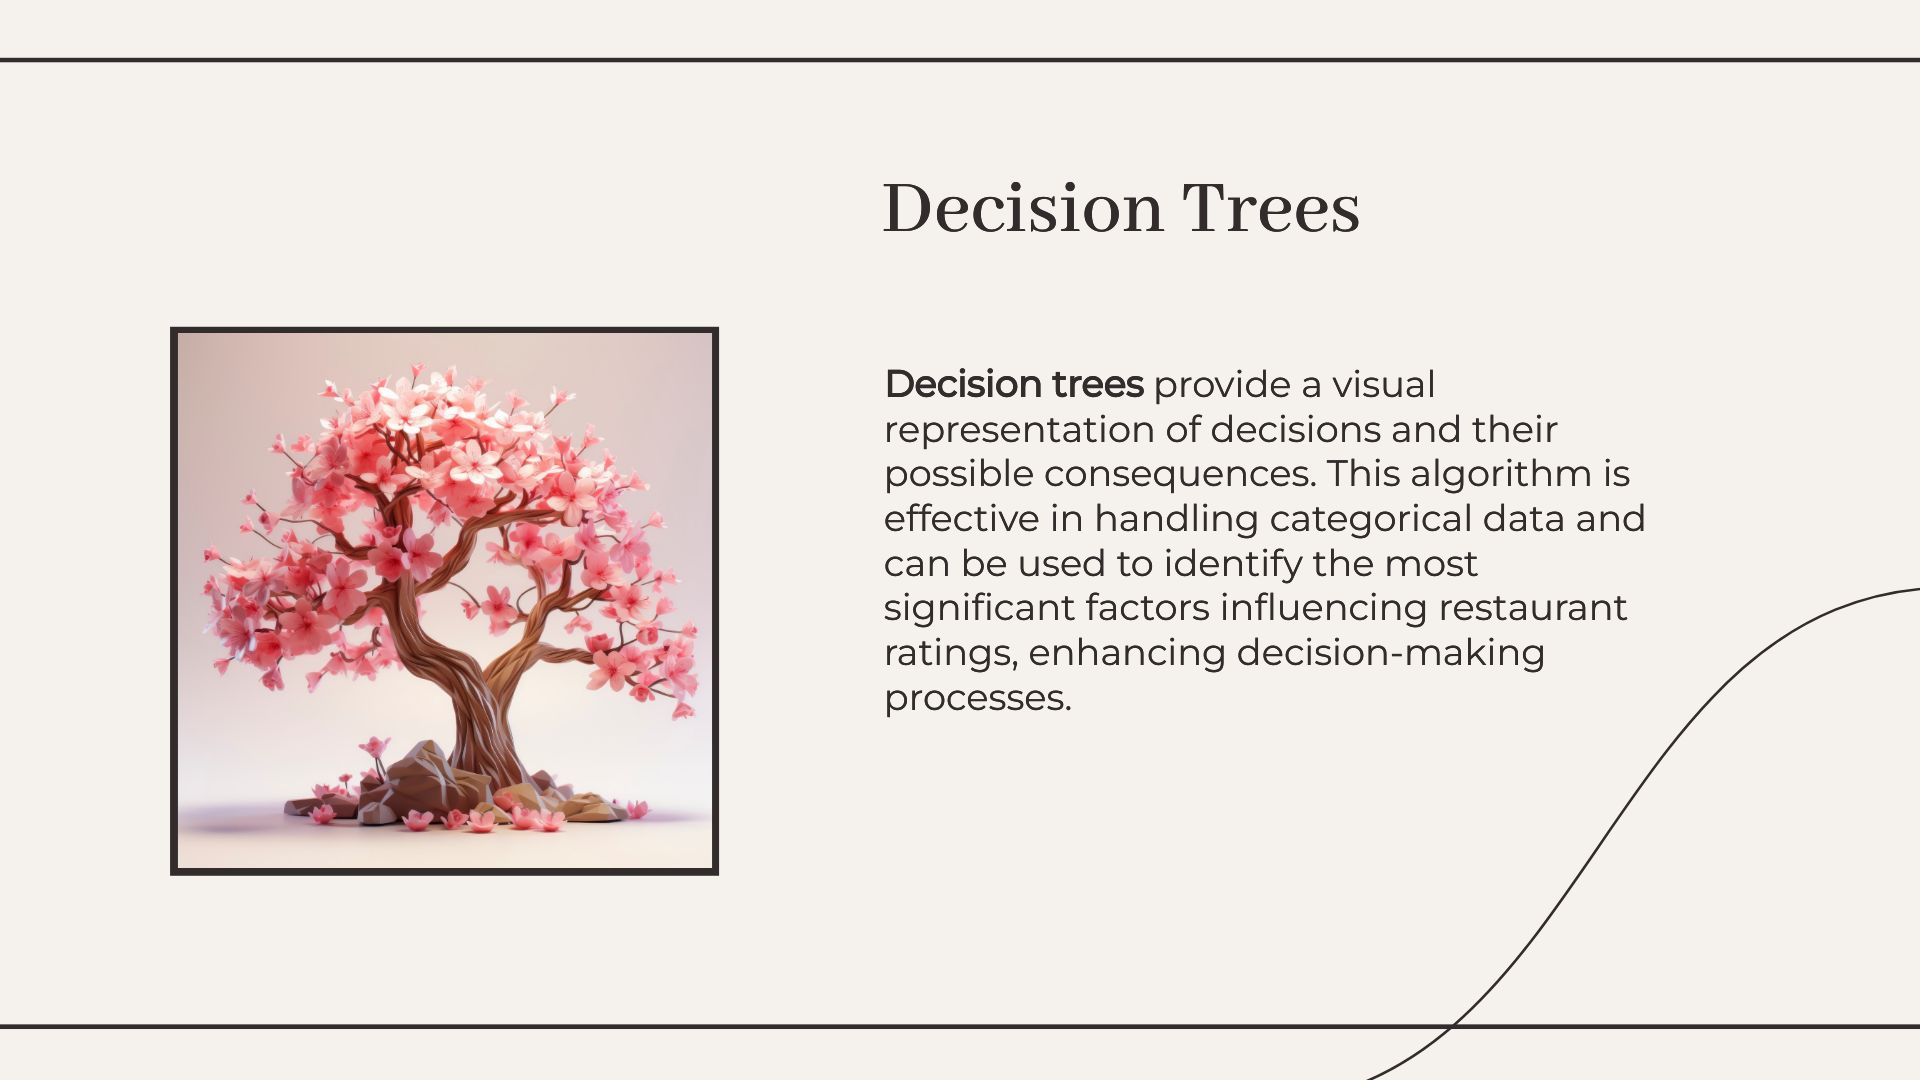 Decision Trees
Decision trees provide a visual
representation of decisions and their
possible consequences. This algorithm is
effective in handling categorical data and
can be used to identify the most
significant factors influencing restaurant
ratings, enhancing decision-making
processes.